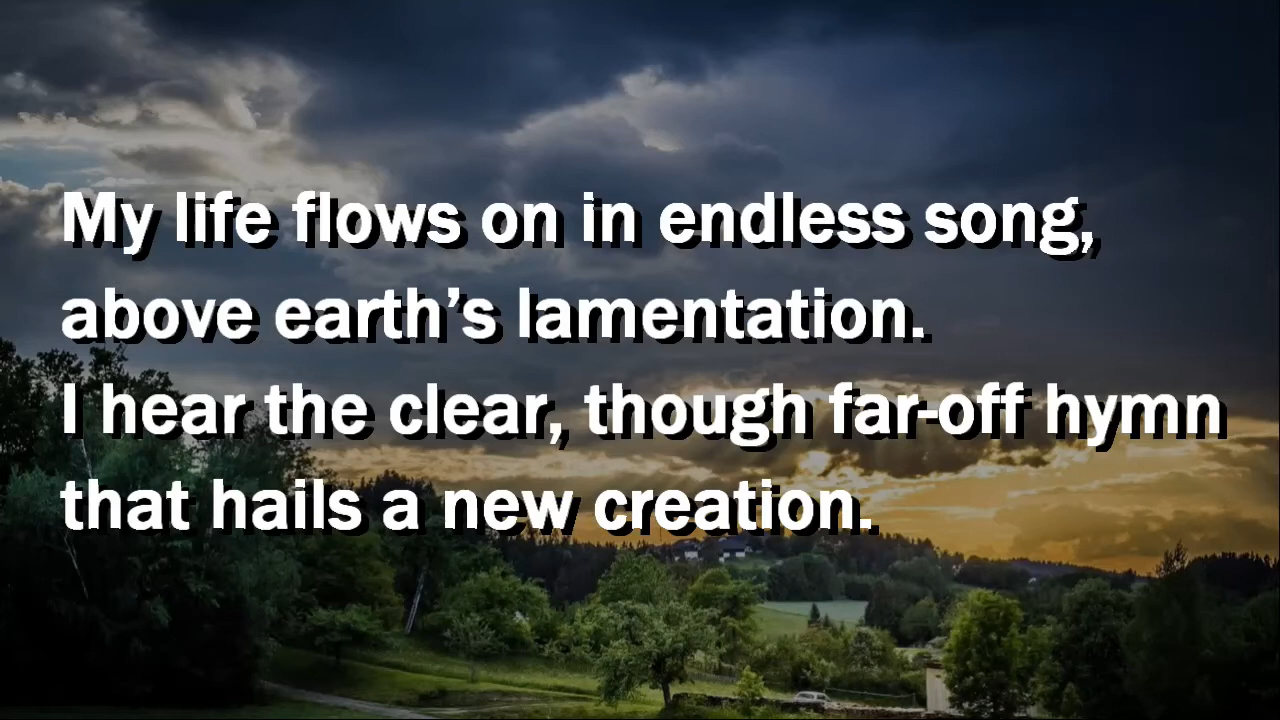 My life flows on in endless song,
above earth’s lamentation.
I hear the clear, though far-off hymn
that hails a new creation.